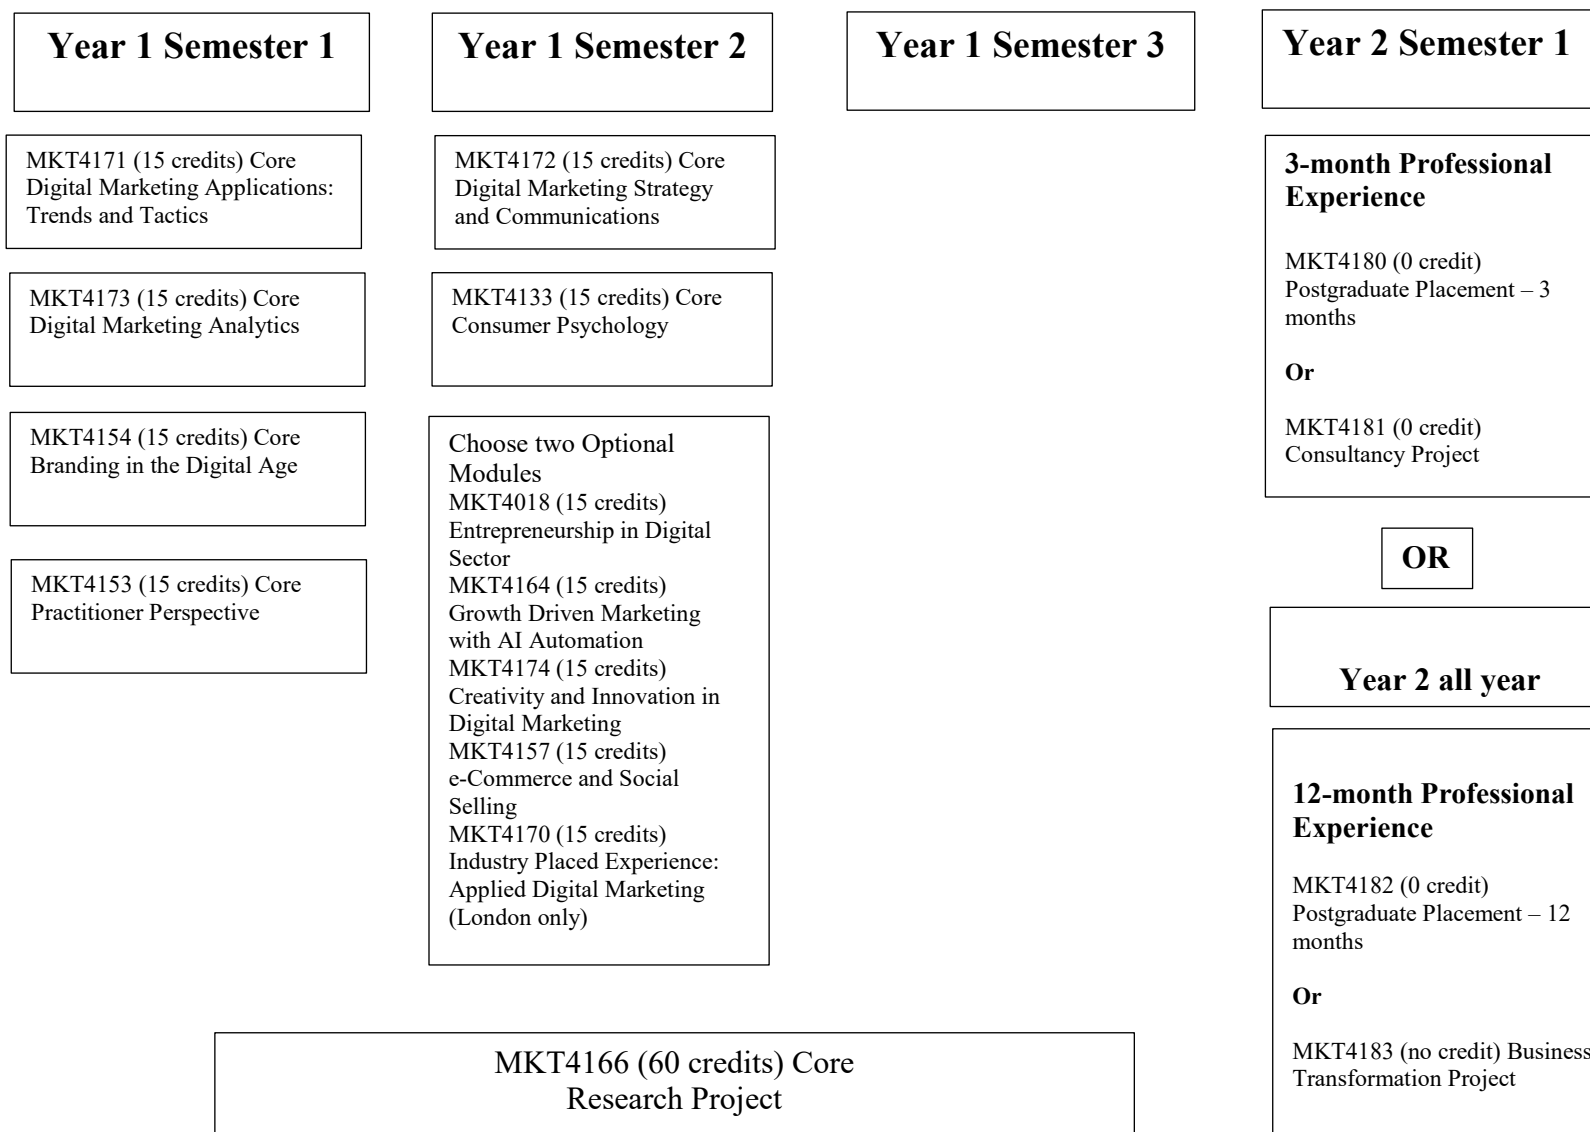 Year 1 Semester 1
Year 1 Semester 2
Year 1 Semester 3
Year 2 Semester 1
MKT4171 (15 credits) Core
Digital Marketing Applications:
Trends and Tactics
MKT4173 (15 credits) Core
Digital Marketing Analytics
MKT4154 (15 credits) Core
Branding in the Digital Age
MKT4153 (15 credits) Core
Practitioner Perspective
MKT4172 (15 credits) Core
Digital Marketing Strategy
and Communications
MKT4133 (15 credits) Core
Consumer Psychology
Choose two Optional
Modules
MKT4018 (15 credits)
Entrepreneurship in Digital
Sector
MKT4164 (15 credits)
Growth Driven Marketing
with AI Automation
MKT4174 (15 credits)
Creativity and Innovation in
Digital Marketing
MKT4157 (15 credits)
e-Commerce and Social
Selling
MKT4170 (15 credits)
Industry Placed Experience:
Applied Digital Marketing
(London only)
MKT4166 (60 credits) Core
Research Project
3-month Professional
Experience
MKT4180 (0 credit)
Postgraduate Placement – 3
months
Or
MKT4181 (0 credit)
Consultancy Project
OR
Year 2 all year
12-month Professional
Experience
MKT4182 (0 credit)
Postgraduate Placement – 12
months
Or
MKT4183 (no credit) Business
Transformation Project